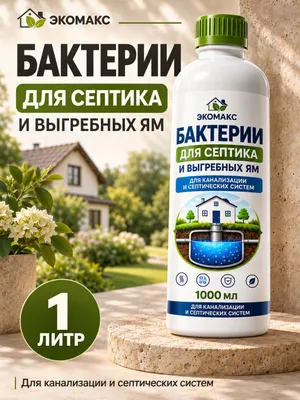 ЭКОМАКС
БАКТЕРИИ
ДЛЯ СЕПТИКА
И ВЫГРЕБНЫХ ЯМ
1
ЛИТР
Для канализации и септических систем
ЭКОМАКС
БАКТЕРИИ
ДЛЯ СЕПТИКА
И ВЫГРЕБНЫХ ЯМ
ДЛЯ КАНАЛИЗАЦИИ
И СЕПТИЧЕСКИХ СИСТЕМ
1000 мл